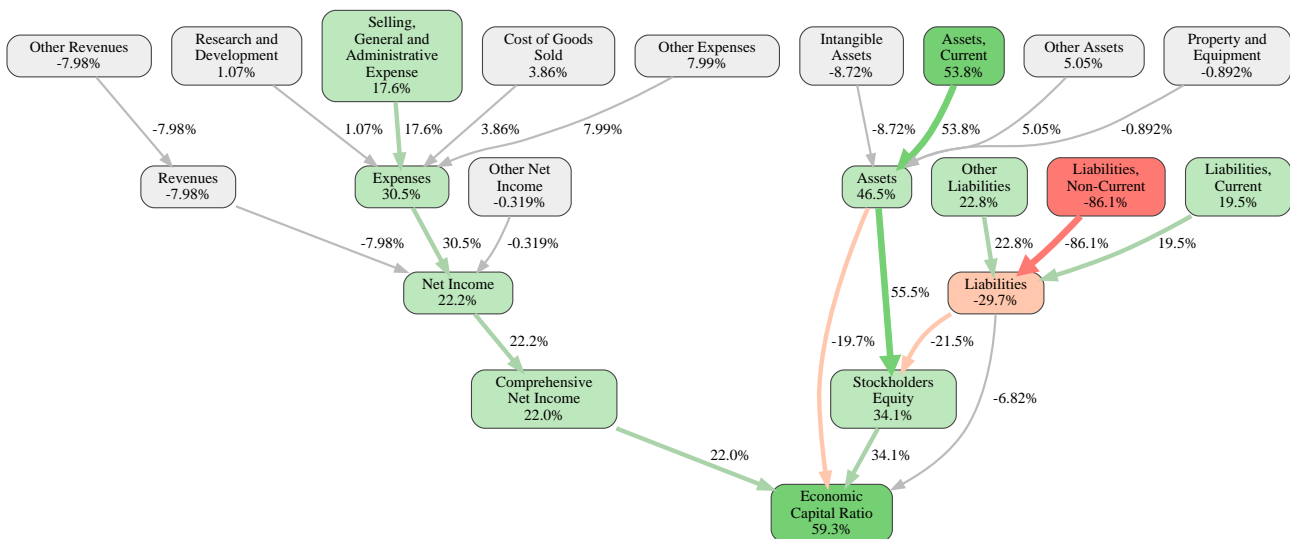 Other Revenues
-7.98%
Research and
Development
1.07%
Selling,
General and
Administrative
Expense
17.6%
Cost of Goods
Sold
3.86%
Other Expenses
7.99%
Intangible
Assets
-8.72%
Assets,
Current
53.8%
Other Assets
5.05%
Property and
Equipment
-0.892%
-7.98%
1.07%
17.6%
3.86%
7.99%
-8.72%
53.8%
5.05%
-0.892%
Revenues
-7.98%
Expenses
30.5%
Other Net
Income
-0.319%
Assets
46.5%
Other
Liabilities
22.8%
Liabilities,
Non-Current
-86.1%
Liabilities,
Current
19.5%
-7.98%
30.5%
-0.319%
22.8%
-86.1%
19.5%
Net Income
22.2%
55.5%
Liabilities
-29.7%
22.2%
-19.7%
-21.5%
Comprehensive
Net Income
22.0%
Stockholders
Equity
34.1%
-6.82%
22.0%
34.1%
Economic
Capital Ratio
59.3%